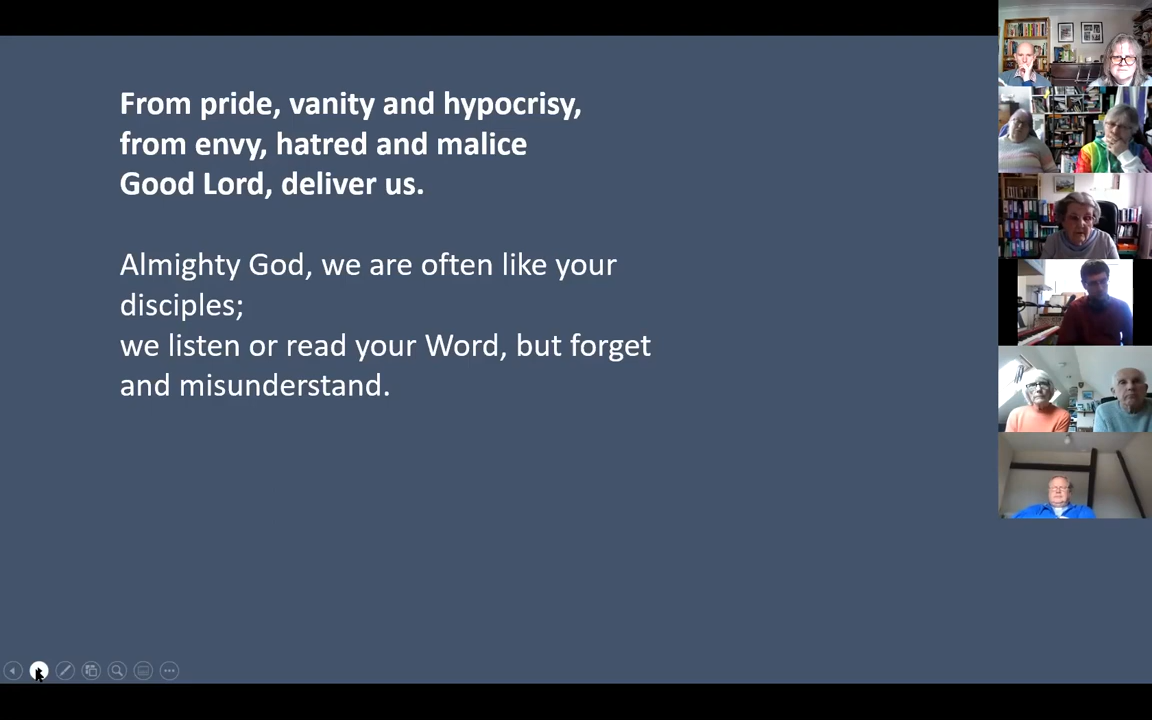 From pride, vanity and hypocrisy,
from envy, hatred and malice
Good Lord, deliver us.
Almighty God, we are often like your
disciples;
we listen or read your Word, but forget
and misunderstand.